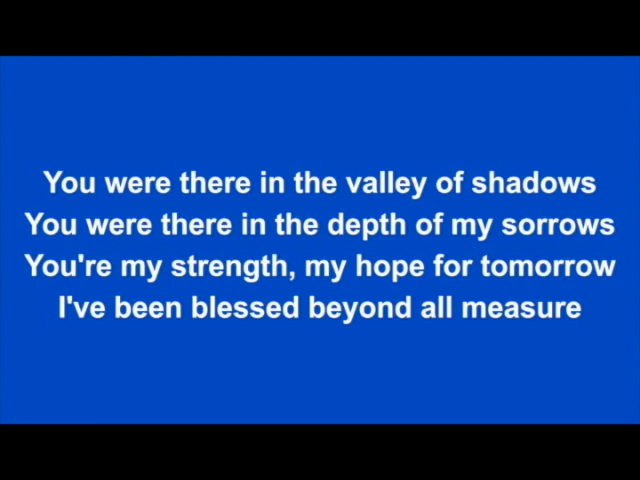 You were there in the valley of shadows
You were there in the depth of my sorrows
You're my strength, my hope for tomorrow
I've been blessed beyond all measure